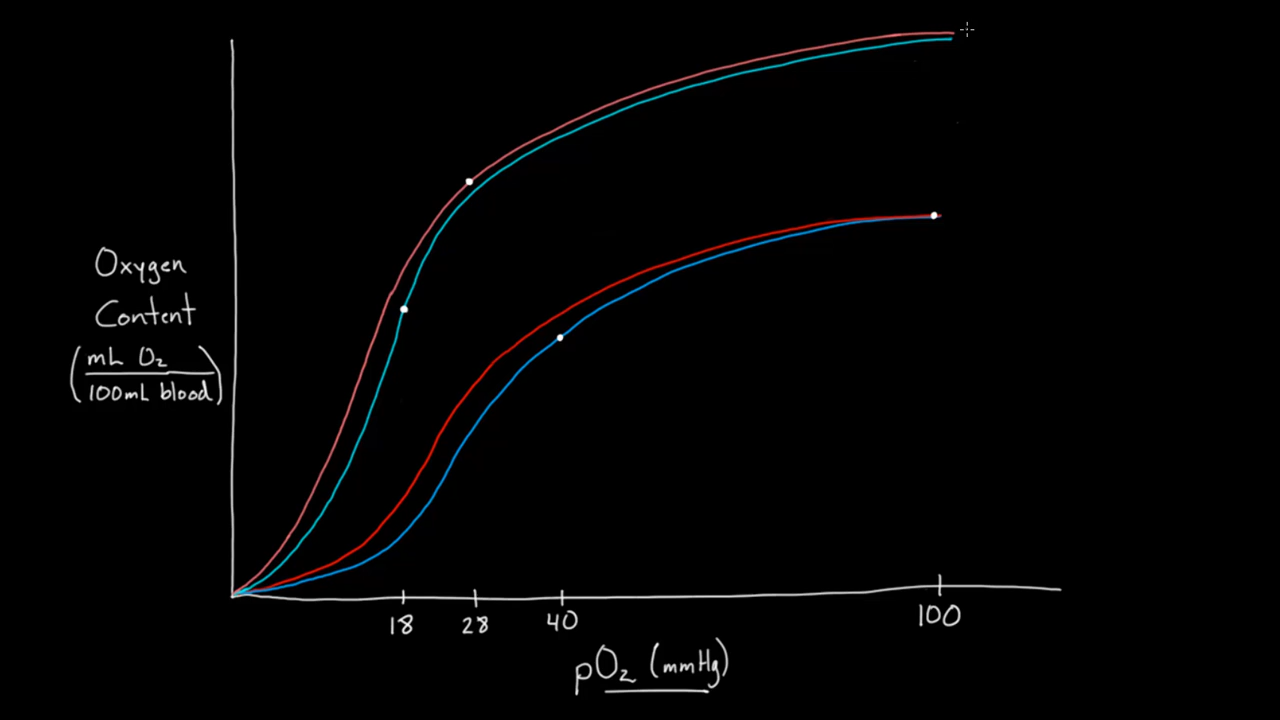 Oxygen
Content
(mL O₂
100mL blood)
18 28 40 100
pO₂ (mmHg)